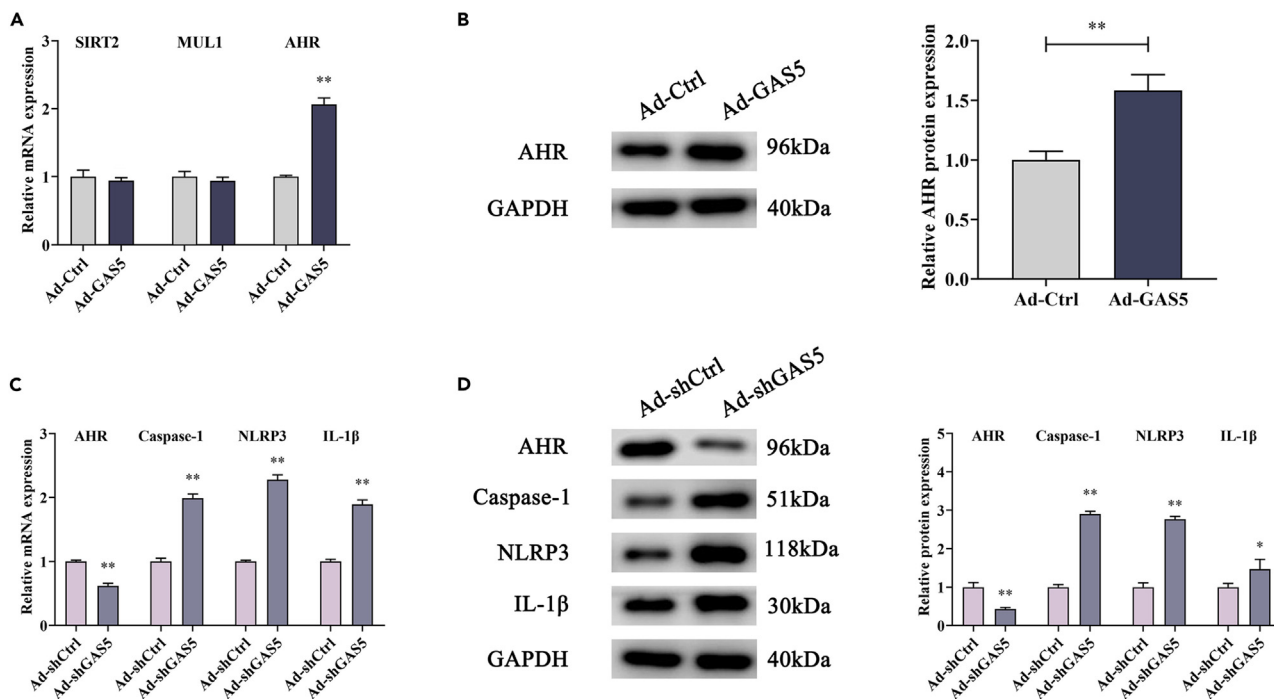 A
SIRT2 MUL1 AHR
Relative mRNA expression
3
2
1
0
**
Ad-Ctrl
Ad-GAS5
Ad-Ctrl
Ad-GAS5
Ad-Ctrl
Ad-GAS5
B
Ad-Ctrl
Ad-GAS5
AHR 96kDa
GAPDH 40kDa
Relative AHR protein expression
2.0
1.5
1.0
0.5
0.0
**
Ad-Ctrl Ad-GAS5
C
AHR Caspase-1 NLRP3 IL-1β
Relative mRNA expression
3
2
1
0
**
**
**
**
Ad-shCtrl
Ad-shGAS5
Ad-shCtrl
Ad-shGAS5
Ad-shCtrl
Ad-shGAS5
Ad-shCtrl
Ad-shGAS5
D
Ad-shCtrl
Ad-shGAS5
AHR 96kDa
Caspase-1 51kDa
NLRP3 118kDa
IL-1β 30kDa
GAPDH 40kDa
Relative protein expression
AHR Caspase-1 NLRP3 IL-1β
5
4
3
2
1
0
**
**
**
*
Ad-shCtrl
Ad-shGAS5
Ad-shCtrl
Ad-shGAS5
Ad-shCtrl
Ad-shGAS5
Ad-shCtrl
Ad-shGAS5